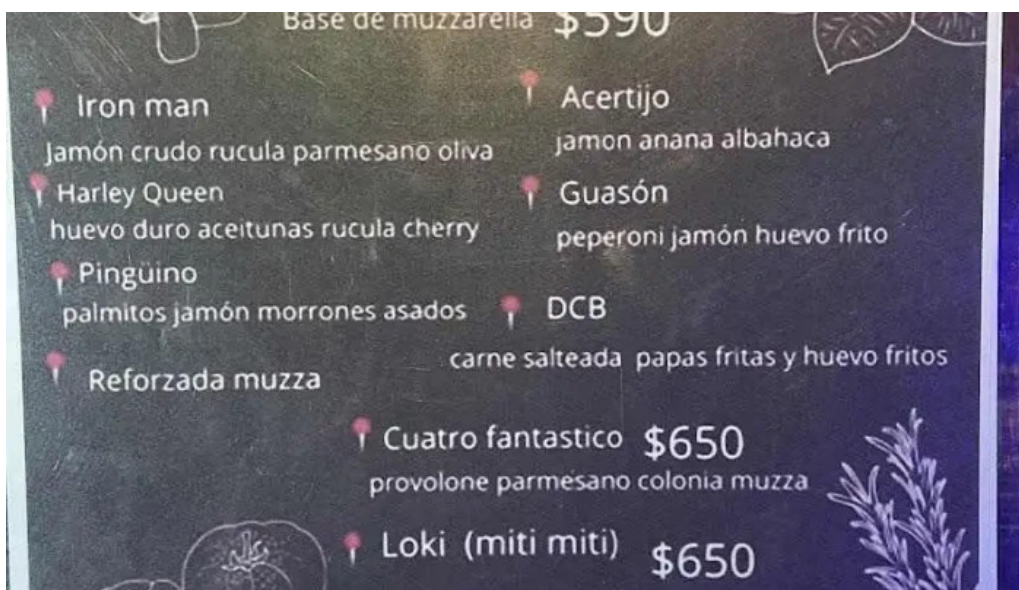 Base de muzzarella $590
Iron man
Jamón crudo rucula parmesano oliva
Harley Queen
huevo duro aceitunas rucula cherry
Pingüino
palmitos jamón morrones asados
Reforzada muzza
Acertijo
jamon anana albahaca
Guasón
peperoni jamón huevo frito
DCB
carne salteada papas fritas y huevo fritos
Cuatro fantastico $650
provolone parmesano colonia muzza
Loki (miti miti) $650